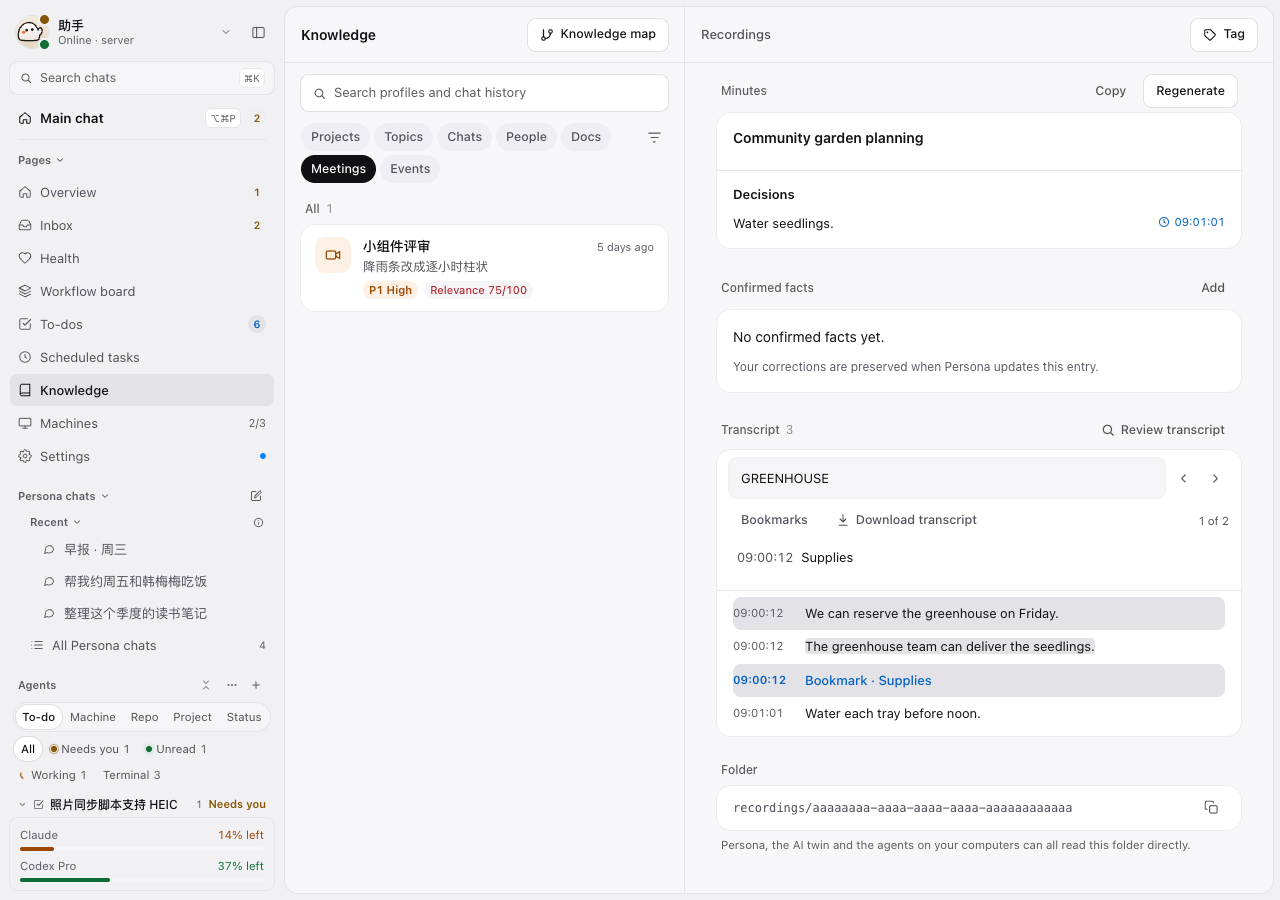 助手
Online · server
Search chats ⌘K
Main chat ⌥⌘P 2
Pages
Overview 1
Inbox 2
Health
Workflow board
To-dos 6
Scheduled tasks
Knowledge
Machines 2/3
Settings
Persona chats
Recent
早报 · 周三
帮我约周五和韩梅梅吃饭
整理这个季度的读书笔记
All Persona chats 4
Agents
To-do Machine Repo Project Status
All Needs you 1 Unread 1
Working 1 Terminal 3
照片同步脚本支持 HEIC 1 Needs you
Claude 14% left
Codex Pro 37% left
Knowledge Knowledge map
Search profiles and chat history
Projects Topics Chats People Docs
Meetings Events
All 1
小组件评审 5 days ago
降雨条改成逐小时柱状
P1 High Relevance 75/100
Recordings Tag
Minutes Copy Regenerate
Community garden planning
Decisions
Water seedlings. 09:01:01
Confirmed facts Add
No confirmed facts yet.
Your corrections are preserved when Persona updates this entry.
Transcript 3 Review transcript
GREENHOUSE
Bookmarks Download transcript 1 of 2
09:00:12 Supplies
09:00:12 We can reserve the greenhouse on Friday.
09:00:12 The greenhouse team can deliver the seedlings.
09:00:12 Bookmark · Supplies
09:01:01 Water each tray before noon.
Folder
recordings/aaaaaaaa-aaaa-aaaa-aaaa-aaaaaaaaaaaa
Persona, the AI twin and the agents on your computers can all read this folder directly.